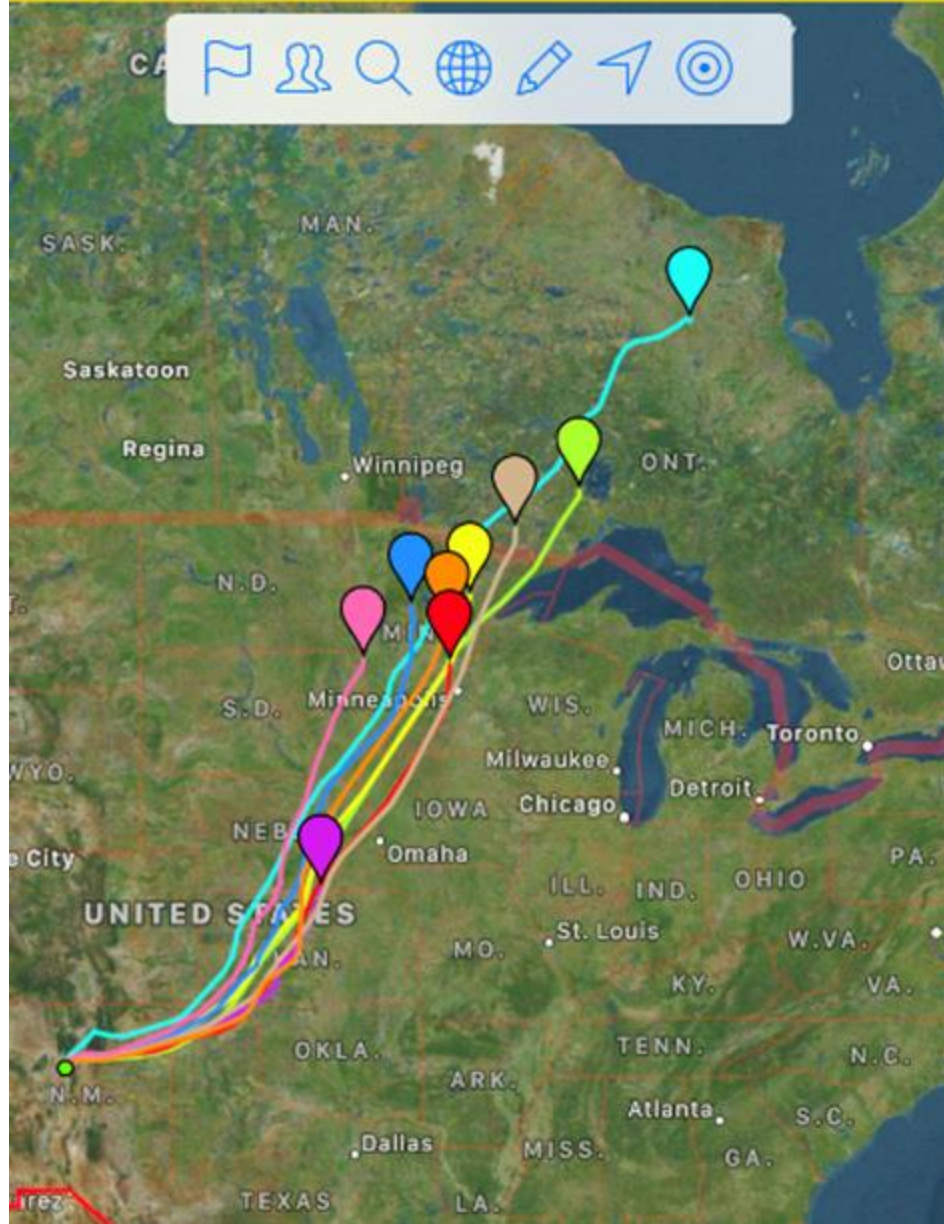 CA
MAN.
SASK.
Saskatoon
Regina
Winnipeg
ONT.
N.D.
T.
MIN
Ottaw
Minneapolis
S.D.
WIS.
MICH.
Toronto
WYO.
Milwaukee
Detroit
Chicago
IOWA
NEB
e City
Omaha
PA.
OHIO
ILL.
IND.
UNITED STATES
St. Louis
W.VA.
MO.
KAN.
KY.
VA.
OKLA.
TENN.
N.C.
ARK.
N.M.
Atlanta
S.C.
Dallas
MISS.
GA.
TEXAS
LA.
árez